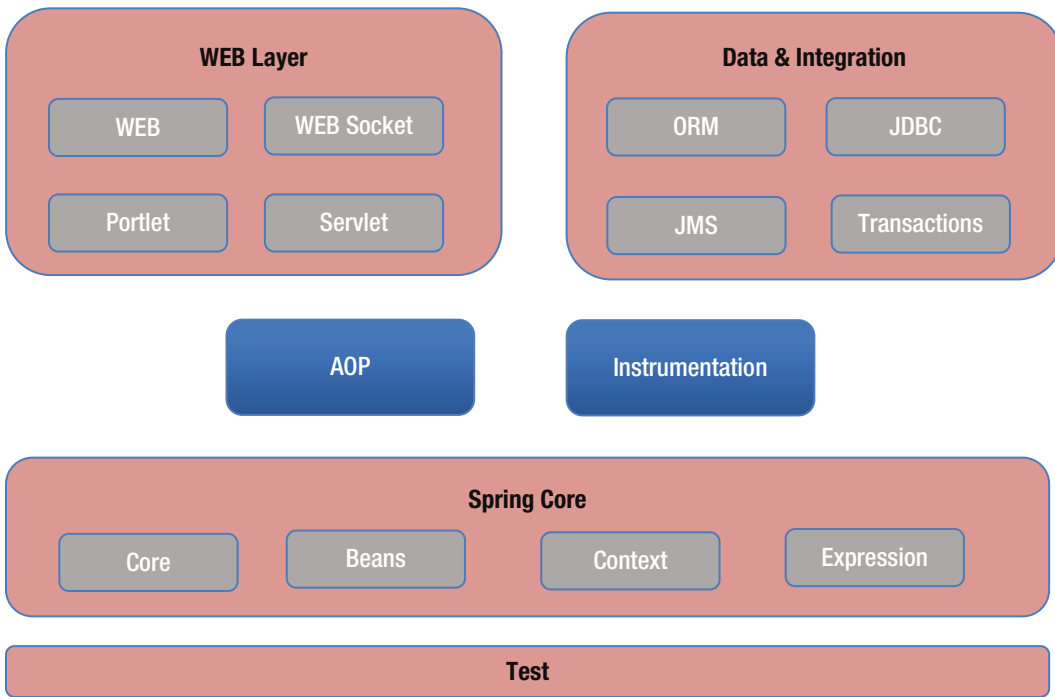 WEB Layer
WEB
WEB Socket
Portlet
Servlet
Data & Integration
ORM
JDBC
JMS
Transactions
AOP
Instrumentation
Spring Core
Core
Beans
Context
Expression
Test